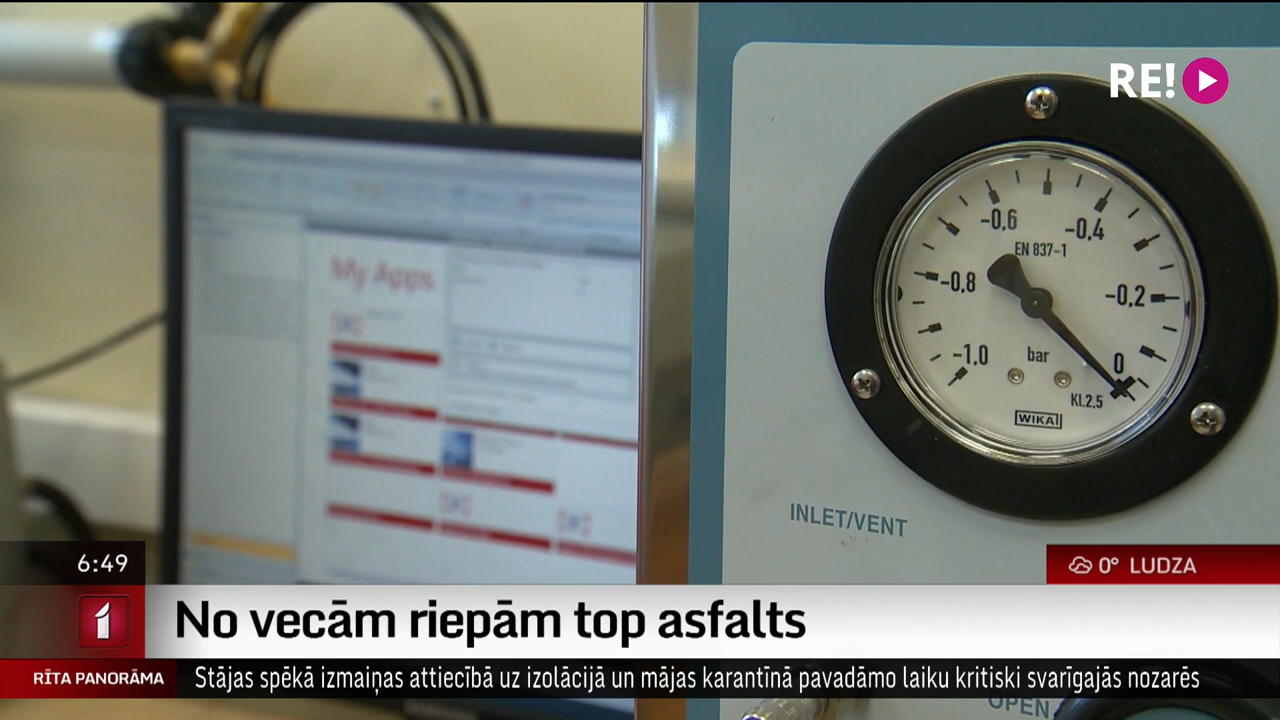 RE!
My Apps
-0,6
-0,4
EN 837-1
-0,8
-0,2
-1,0
bar
0
Kl.2,5
WIKA
INLET/VENT
6:49
0° LUDZA
1
No vecām riepām top asfalts
RĪTA PANORĀMA
Stājas spēkā izmaiņas attiecībā uz izolācijā un mājas karantīnā pavadāmo laiku kritiski svarīgajās nozarēs
OPEN